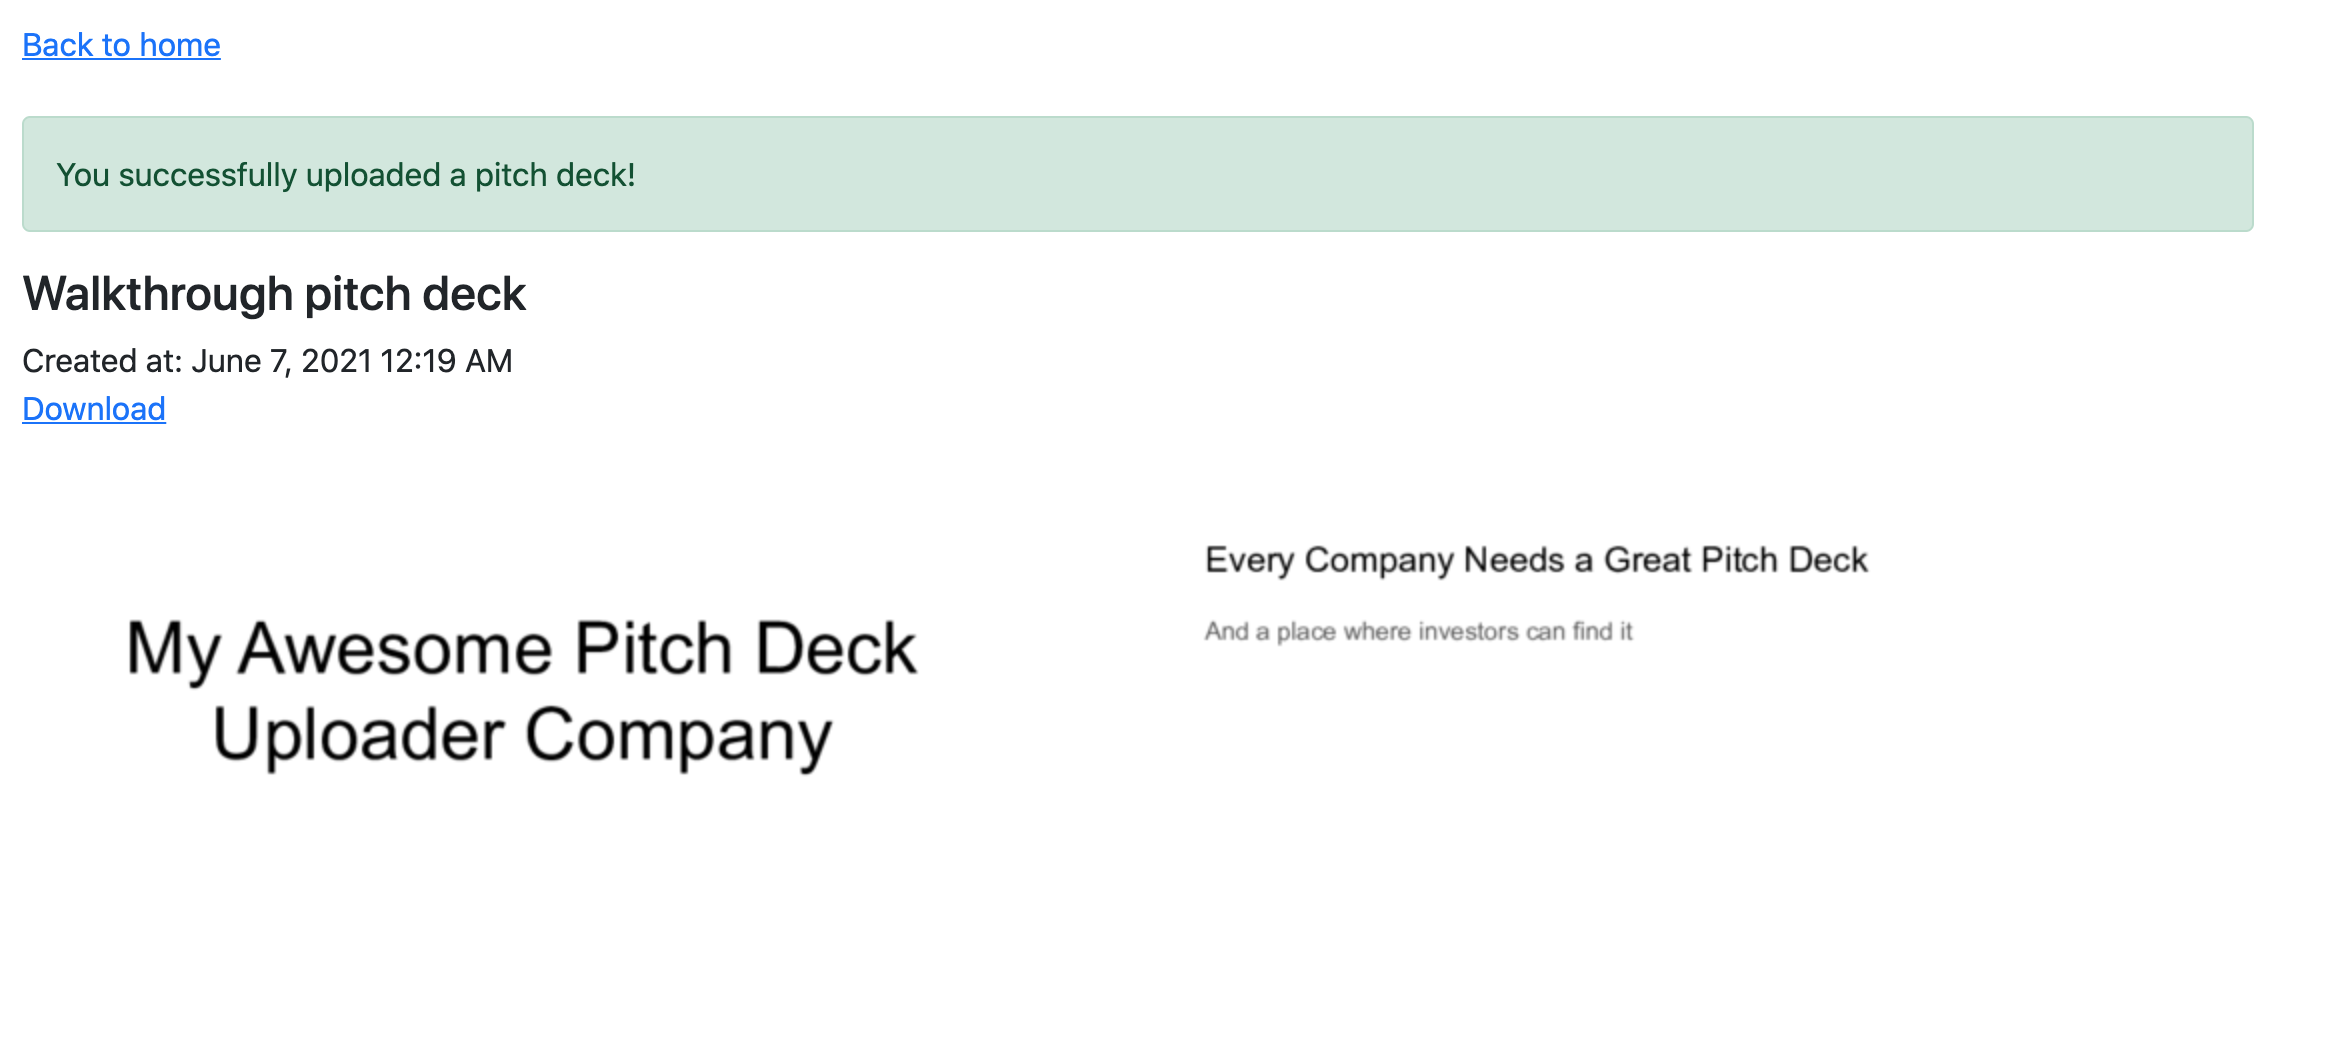 Back to home
You successfully uploaded a pitch deck!
Walkthrough pitch deck
Created at: June 7, 2021 12:19 AM
Download
My Awesome Pitch Deck
Uploader Company
Every Company Needs a Great Pitch Deck
And a place where investors can find it